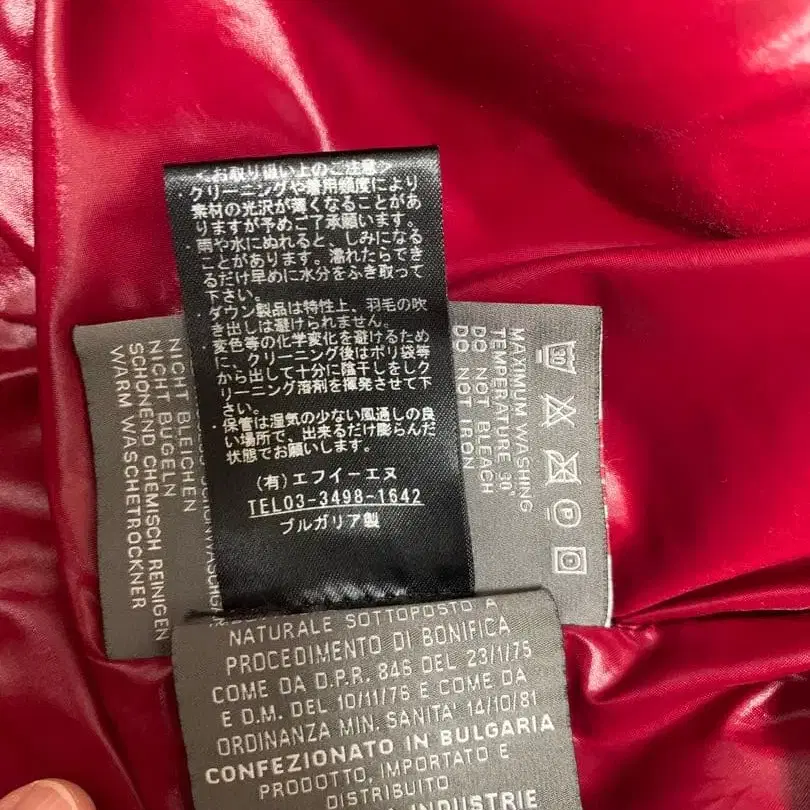 <お取り扱い上のご注意>
クリーニングや着用頻度により
素材の光沢が薄くなることがあ
りますが予めご了承願います。
・雨や水にぬれると、しみになる
ことがあります。濡れたらでき
るだけ早めに水分をふき取って
下さい。
・ダウン製品は特性上、羽毛の吹
き出しは避けられません。
・変色等の化学変化を避けるため
に、クリーニング後はポリ袋等
から出して十分に陰干しをしク
リーニング溶剤を揮発させて下
さい。
・保管は湿気の少ない風通しの良
い場所で、出来るだけ膨らんだ
状態でお願いします。
(有)エフイーエヌ
TEL03-3498-1642
ブルガリア製
30
MAXIMUM WASHING
TEMPERATURE 30°
DO NOT BLEACH
DO NOT IRON
P
NICHT BLEICHEN
NICHT BÜGELN
SCHONEND CHEMISCH REINIGEN
WARM WASCHETROCKNER
NATURALE SOTTOPOSTO A
PROCEDIMENTO DI BONIFICA
COME DA D.P.R. 846 DEL 23/1/75
E D.M. DEL 10/11/76 E COME DA
ORDINANZA MIN. SANITA' 14/10/81
CONFEZIONATO IN BULGARIA
PRODOTTO, IMPORTATO E
DISTRIBUITO
INDUSTRIE